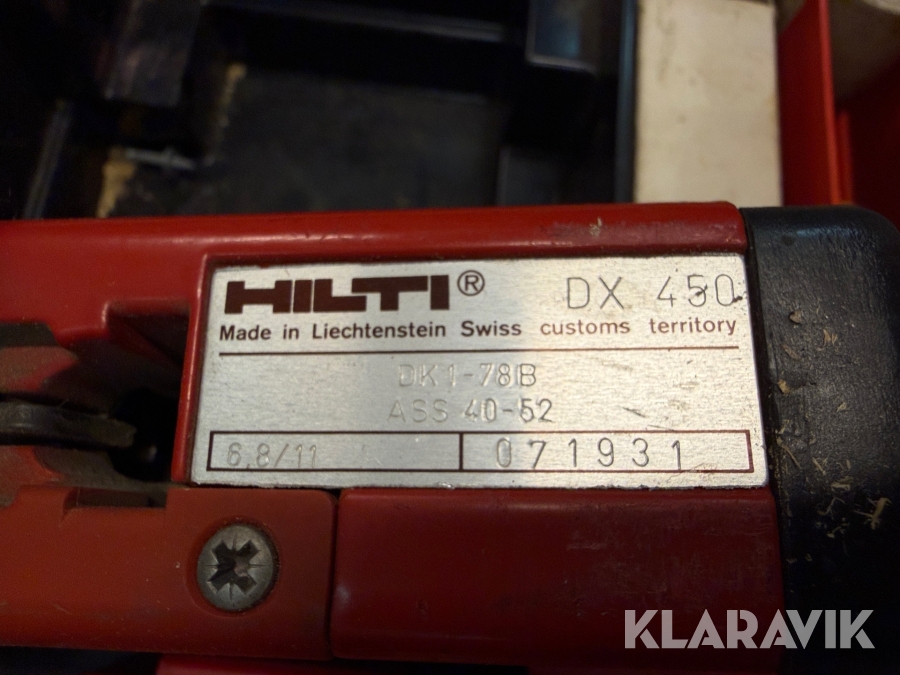 HILTI® DX 450
Made in Liechtenstein Swiss customs territory
DK1-78B
ASS 40-52
6.8/11 071931
KLARAVIK